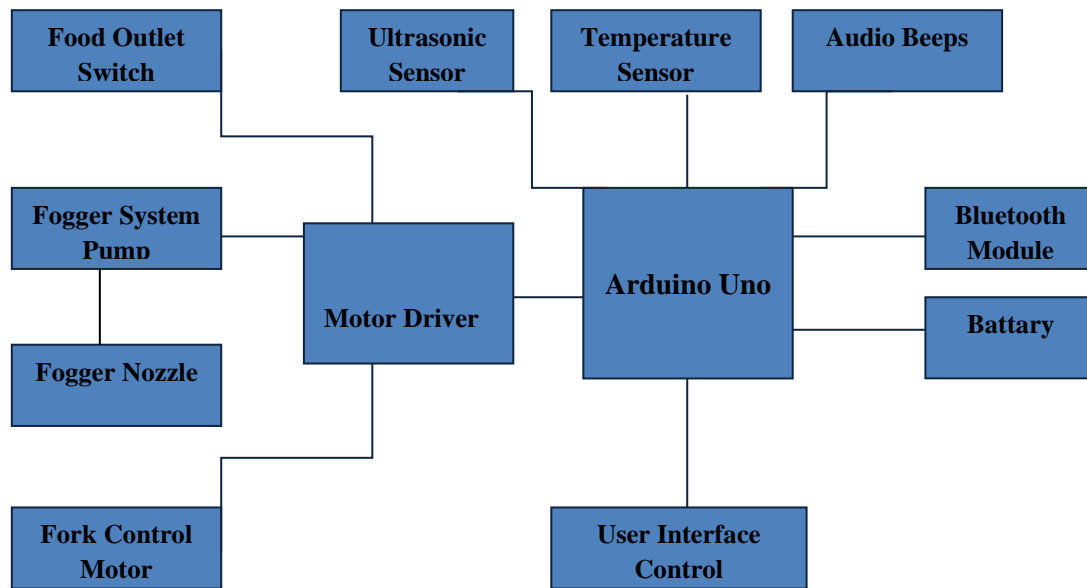 Food Outlet
Switch
Ultrasonic
Sensor
Temperature
Sensor
Audio Beeps
Fogger System
Pump
Bluetooth
Module
Arduino Uno
Motor Driver
Battary
Fogger Nozzle
Fork Control
Motor
User Interface
Control